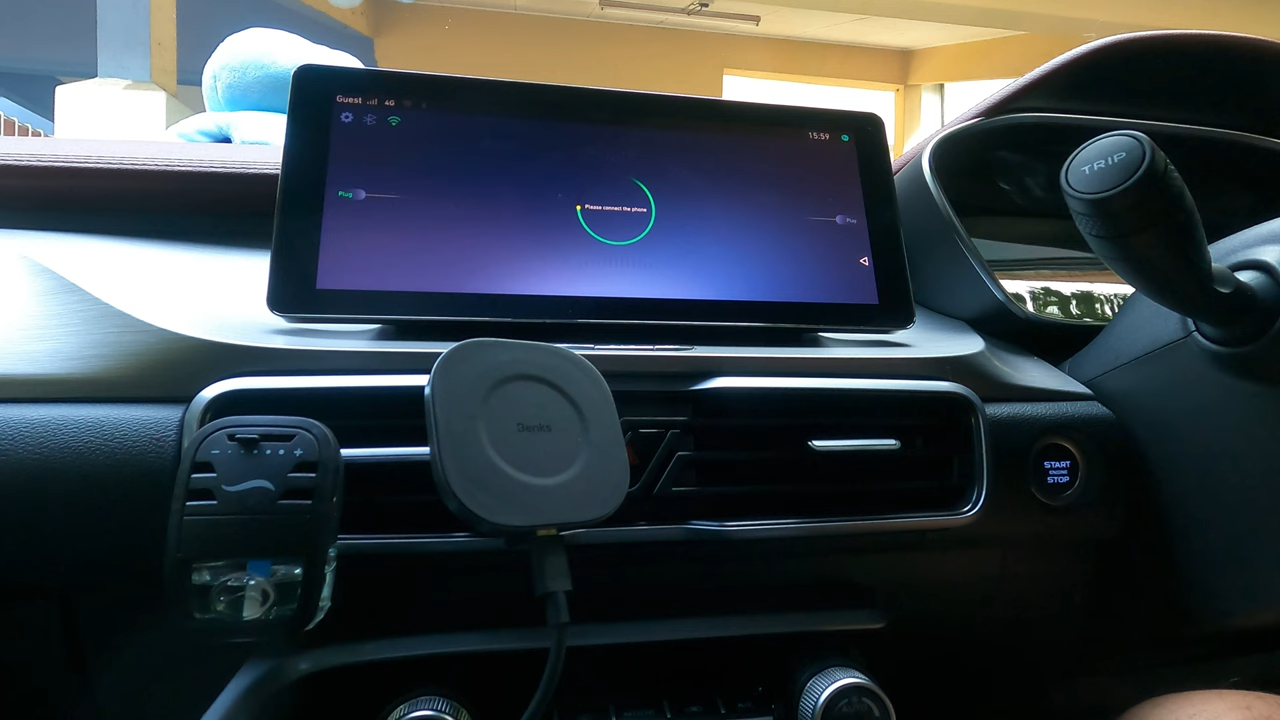 Guest 4G
15:59
Plug
Please connect the phone
Play
TRIP
Benks
START
ENGINE
STOP